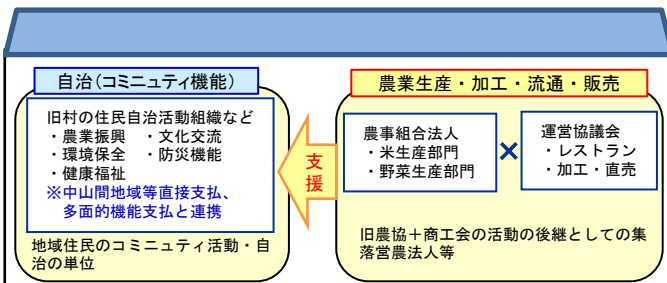 自治（コミュニティ機能）
旧村の住民自治活動組織など
・農業振興　・文化交流
・環境保全　・防災機能
・健康福祉
※中山間地域等直接支払、
多面的機能支払と連携
地域住民のコミュニティ活動・自
治の単位
支
援
農業生産・加工・流通・販売
農事組合法人
・米生産部門
・野菜生産部門
×
運営協議会
・レストラン
・加工・直売
旧農協＋商工会の活動の後継としての集
落営農法人等